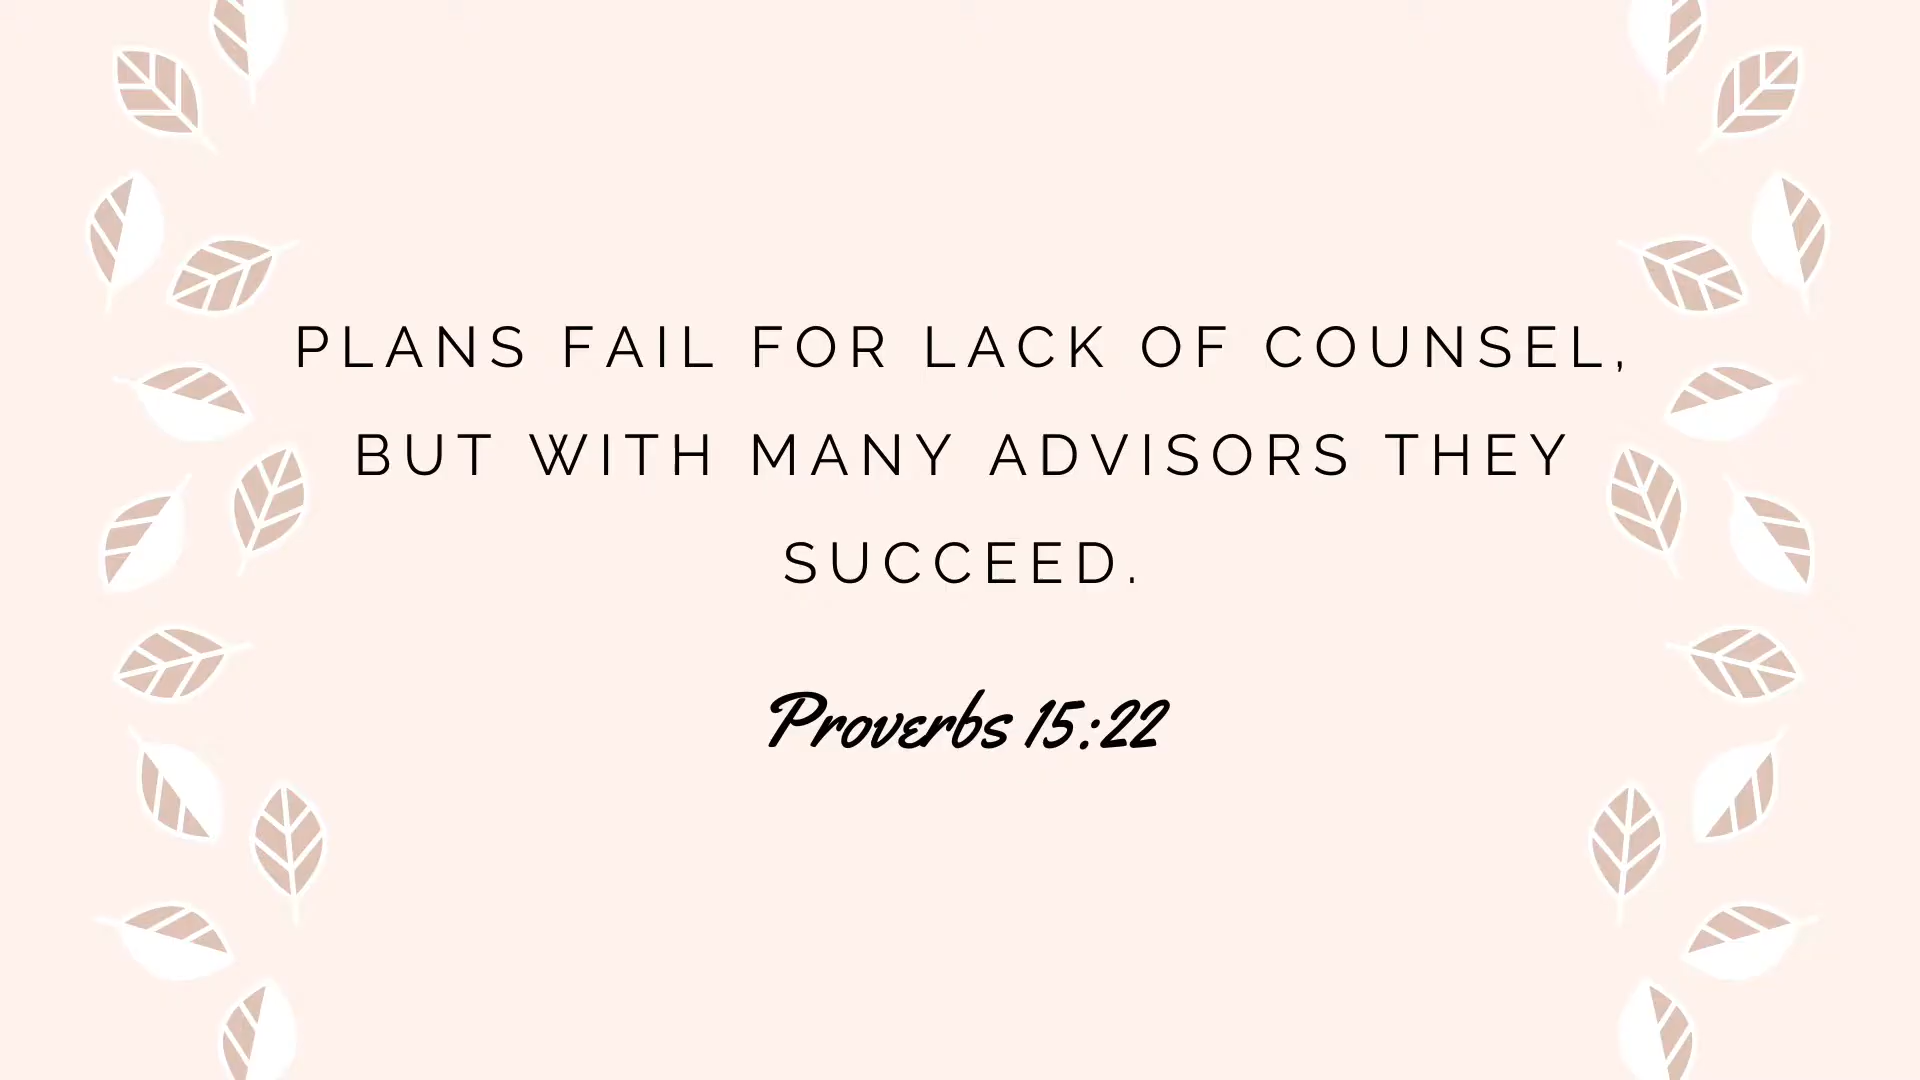 PLANS FAIL FOR LACK OF COUNSEL,
BUT WITH MANY ADVISORS THEY
SUCCEED.
Proverbs 15:22